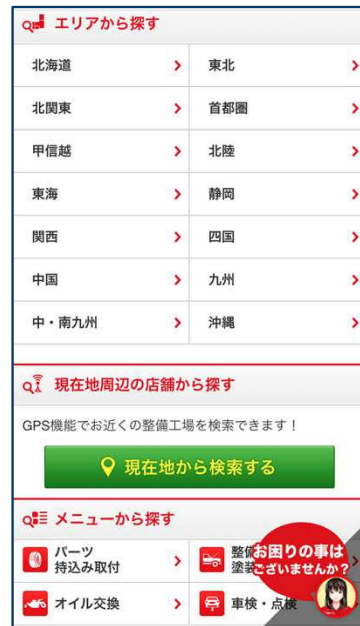 エリアから探す
北海道
東北
北関東
首都圏
甲信越
北陸
東海
静岡
関西
四国
中国
九州
中・南九州
沖縄
現在地周辺の店舗から探す
GPS機能でお近くの整備工場を検索できます！
現在地から検索する
メニューから探す
パーツ
持込み取付
整備
塗装
お困りの事は
ございませんか？
オイル交換
車検・点検